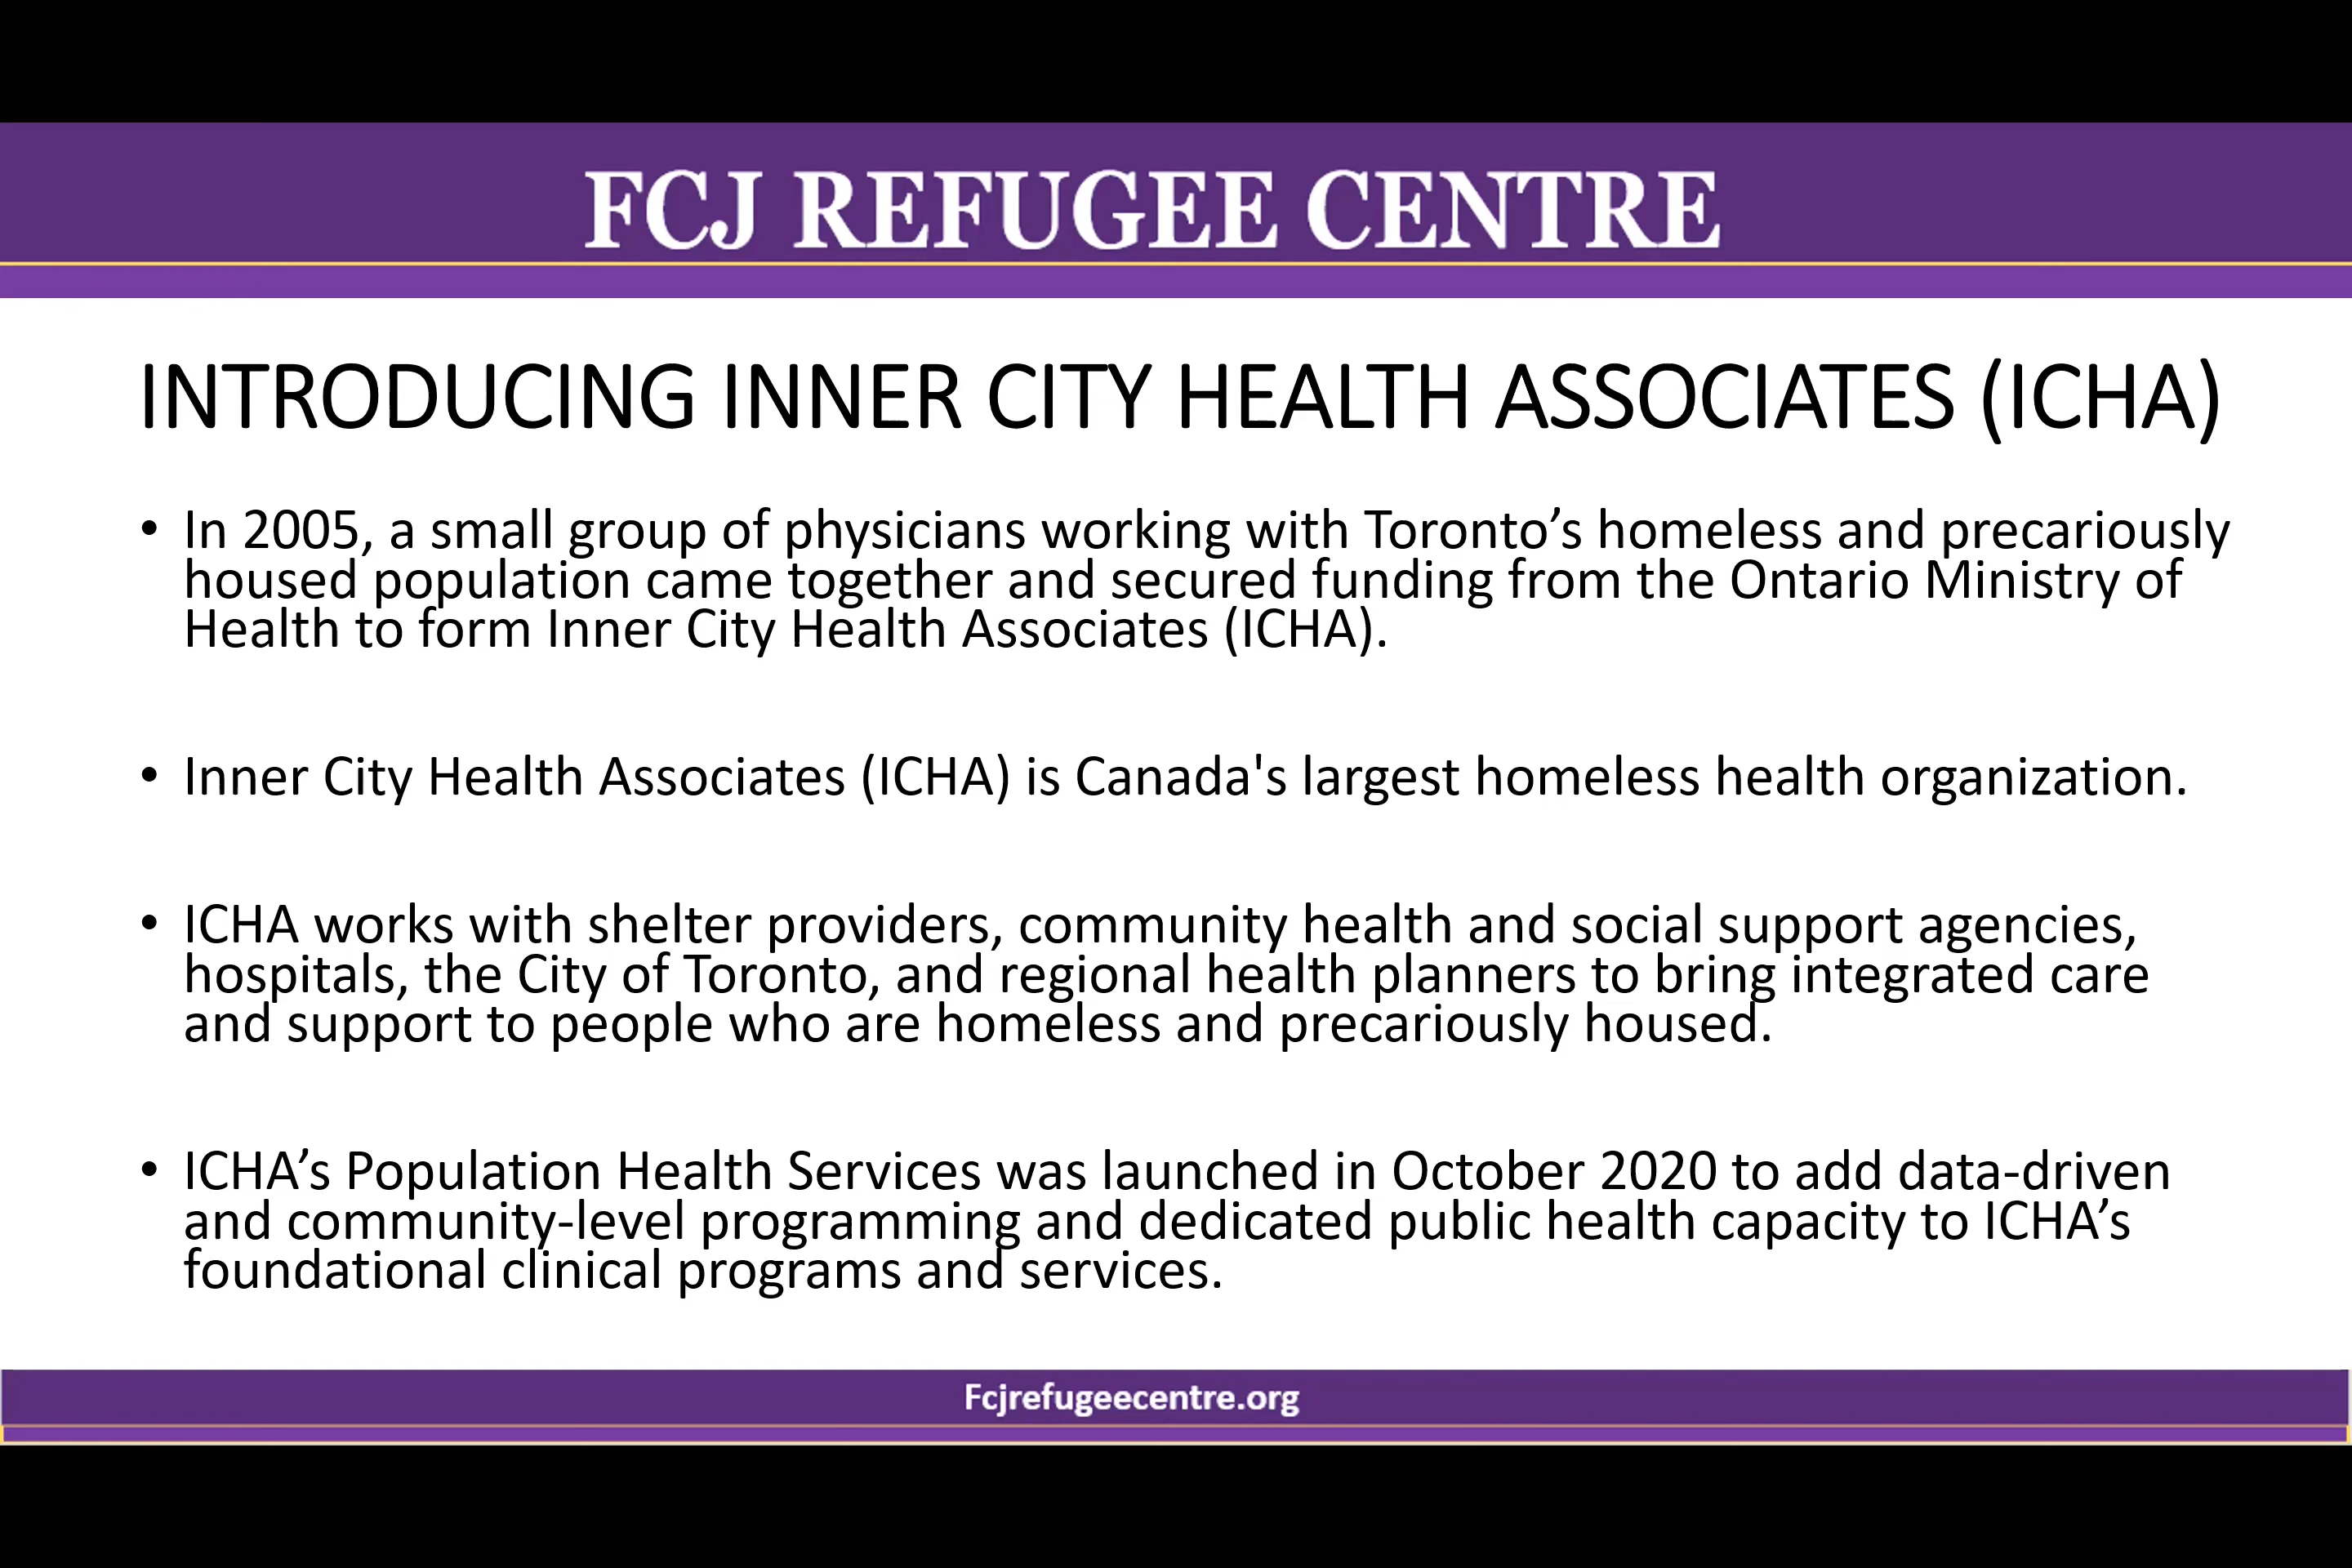 FCJ REFUGEE CENTRE
INTRODUCING INNER CITY HEALTH ASSOCIATES (ICHA)
• In 2005, a small group of physicians working with Toronto’s homeless and precariously
housed population came together and secured funding from the Ontario Ministry of
Health to form Inner City Health Associates (ICHA).
• Inner City Health Associates (ICHA) is Canada's largest homeless health organization.
• ICHA works with shelter providers, community health and social support agencies,
hospitals, the City of Toronto, and regional health planners to bring integrated care
and support to people who are homeless and precariously housed.
• ICHA’s Population Health Services was launched in October 2020 to add data-driven
and community-level programming and dedicated public health capacity to ICHA’s
foundational clinical programs and services.
Fcjrefugeecentre.org